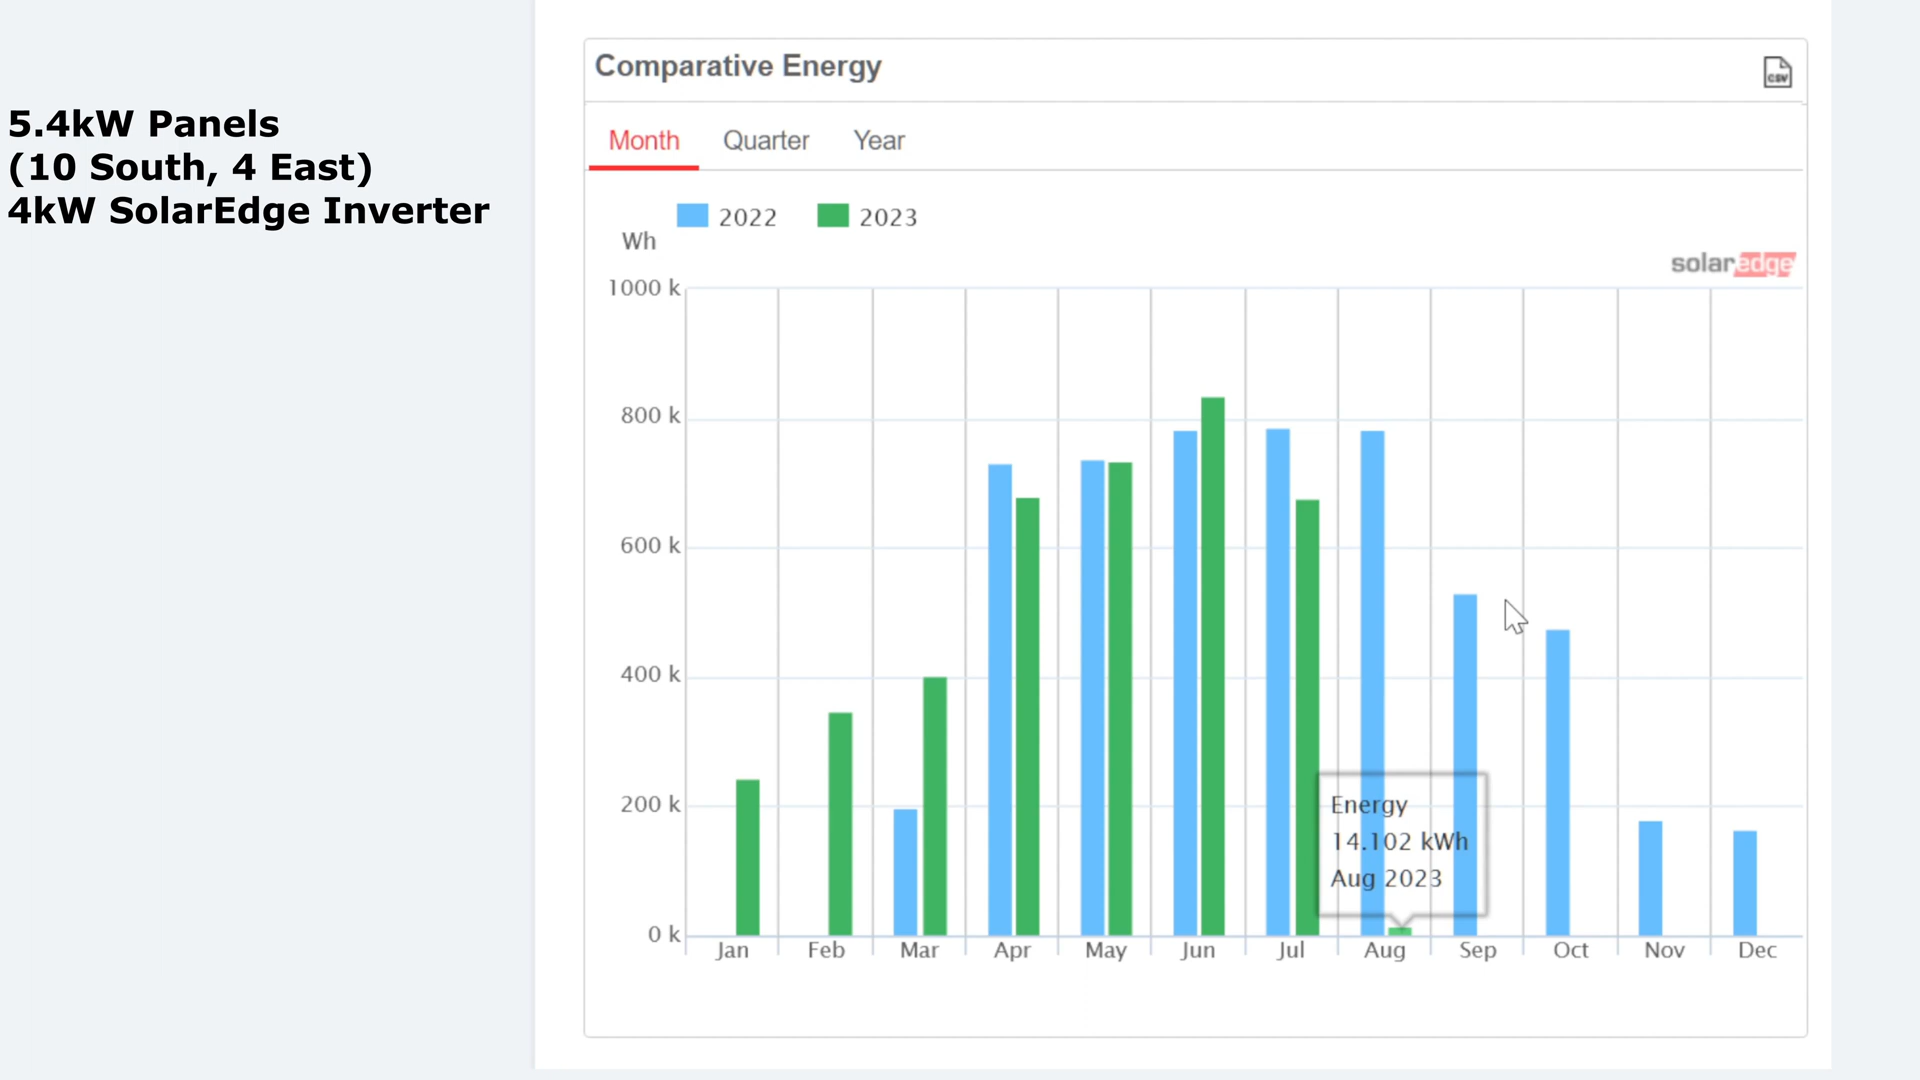 5.4kW Panels
(10 South, 4 East)
4kW SolarEdge Inverter
Comparative Energy
CSV
Month Quarter Year
2022 2023
Wh
solaredge
1000 k
800 k
600 k
400 k
200 k
0 k
Energy
14.102 kWh
Aug 2023
Jan Feb Mar Apr May Jun Jul Aug Sep Oct Nov Dec